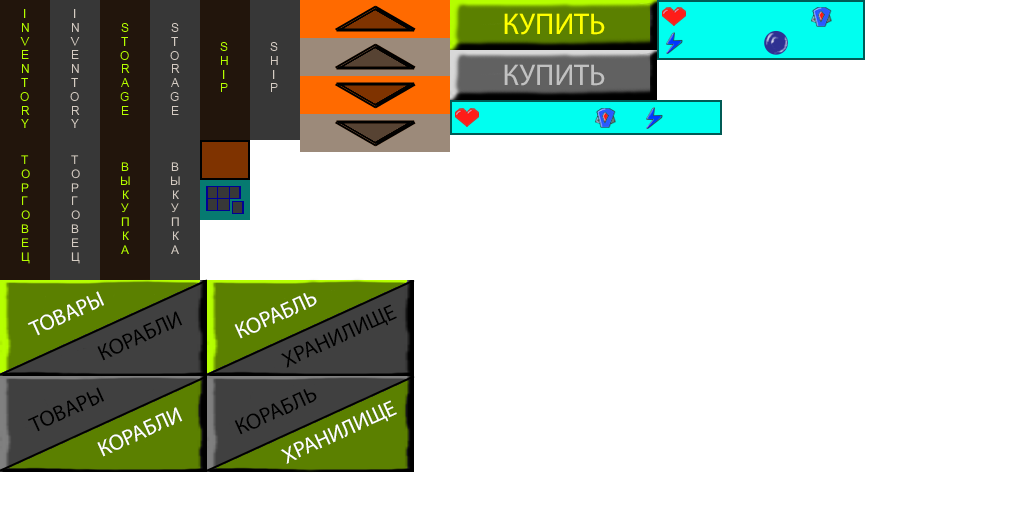 INVENTORY
INVENTORY
STORAGE
STORAGE
SHIP
SHIP
КУПИТЬ
КУПИТЬ
ТОРГОВЕЦ
ТОРГОВЕЦ
ВЫКУПКА
ВЫКУПКА
ТОВАРЫ
КОРАБЛИ
КОРАБЛЬ
ХРАНИЛИЩЕ
ТОВАРЫ
КОРАБЛИ
КОРАБЛЬ
ХРАНИЛИЩЕ